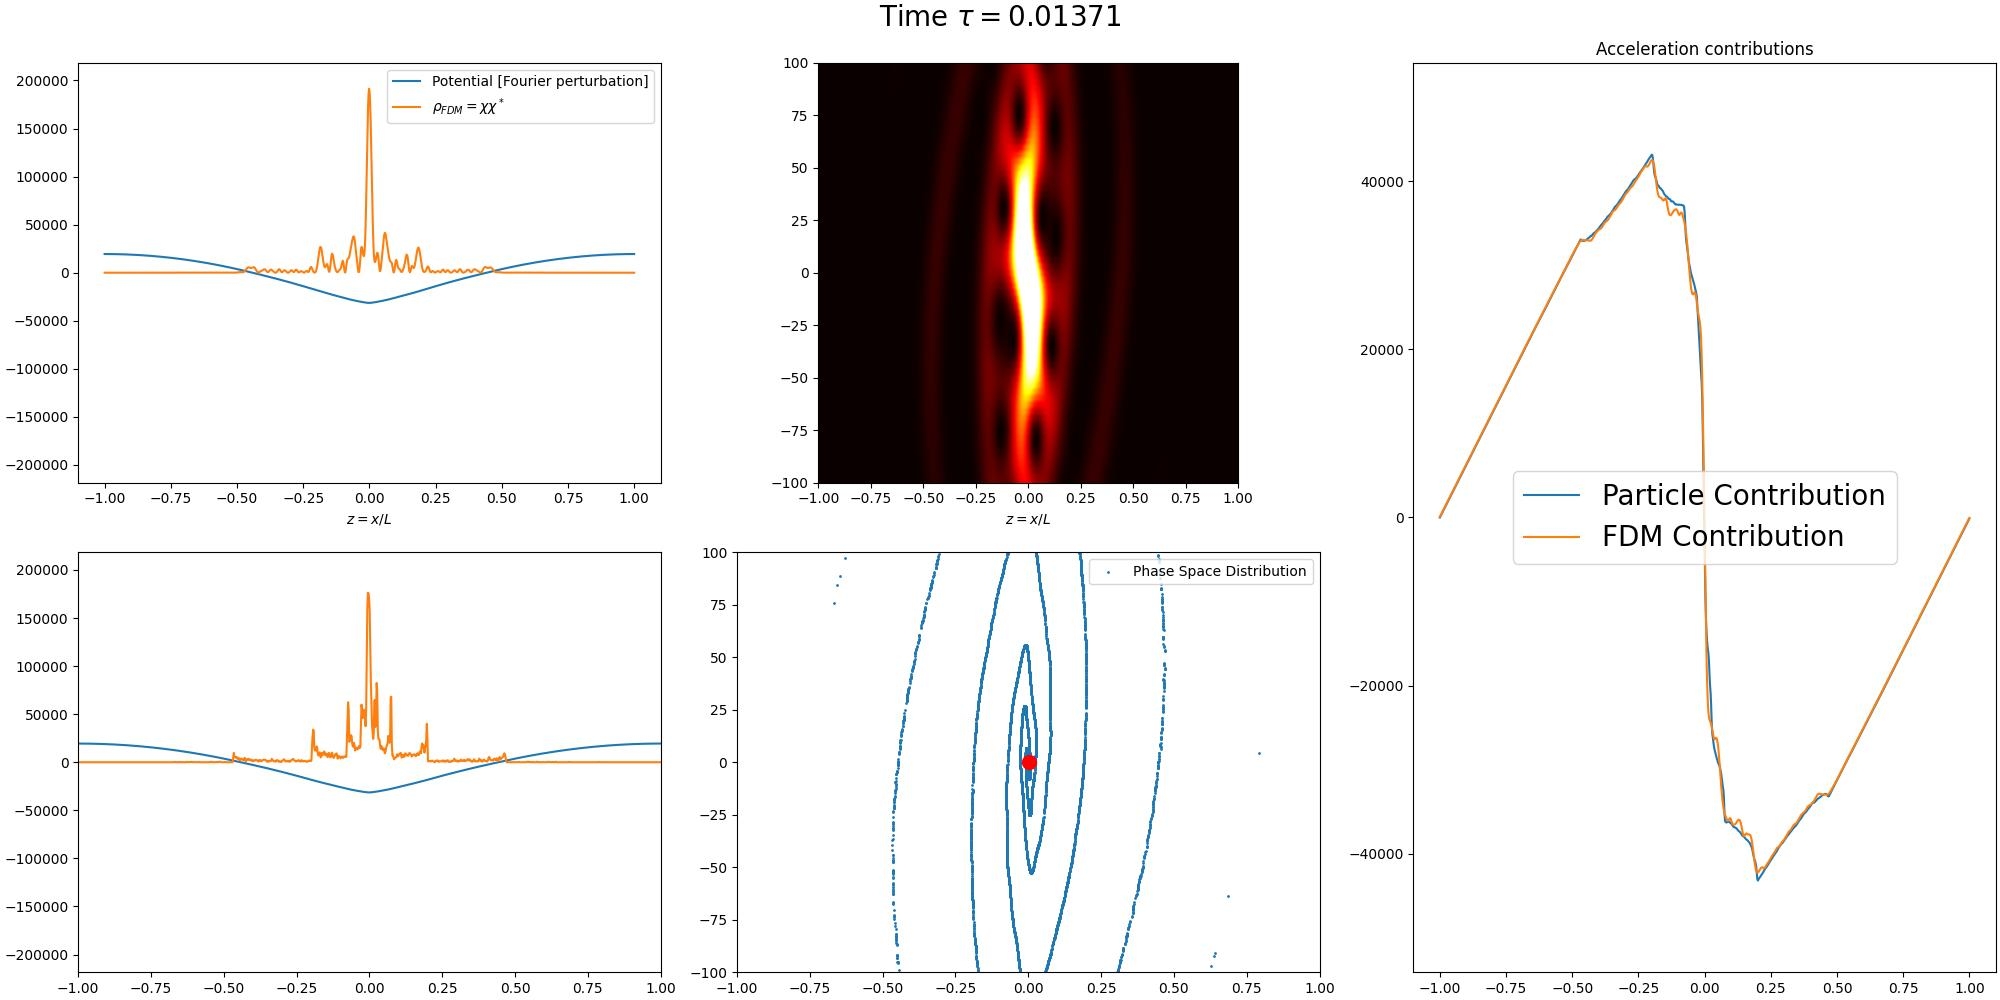 Time τ = 0.01371
200000
150000
100000
50000
0
−50000
−100000
−150000
−200000
Potential [Fourier perturbation]
ρ_FDM = χχ*
−1.00 −0.75 −0.50 −0.25 0.00 0.25 0.50 0.75 1.00
z = x/L
100
75
50
25
0
−25
−50
−75
−100
−1.00 −0.75 −0.50 −0.25 0.00 0.25 0.50 0.75 1.00
z = x/L
Acceleration contributions
40000
20000
0
−20000
−40000
Particle Contribution
FDM Contribution
−1.00 −0.75 −0.50 −0.25 0.00 0.25 0.50 0.75 1.00
200000
150000
100000
50000
0
−50000
−100000
−150000
−200000
−1.00 −0.75 −0.50 −0.25 0.00 0.25 0.50 0.75 1.00
100
75
50
25
0
−25
−50
−75
−100
Phase Space Distribution
−1.00 −0.75 −0.50 −0.25 0.00 0.25 0.50 0.75 1.00